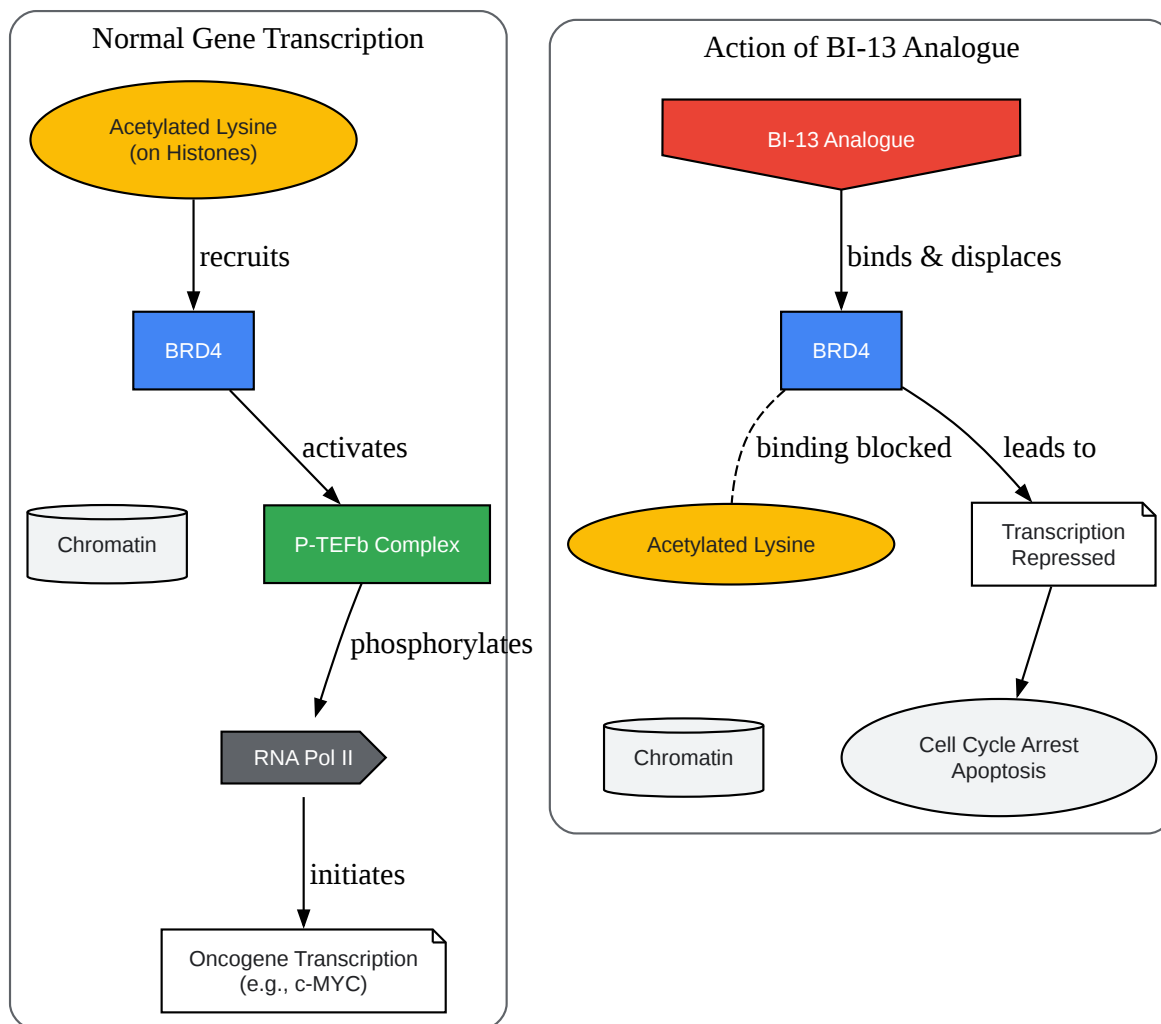 Normal Gene Transcription
Acetylated Lysine
(on Histones)
recruits
BRD4
activates
Chromatin
P-TEFb Complex
phosphorylates
RNA Pol II
initiates
Oncogene Transcription
(e.g., c-MYC)
Action of BI-13 Analogue
BI-13 Analogue
binds & displaces
BRD4
binding blocked
leads to
Acetylated Lysine
Transcription
Repressed
Chromatin
Cell Cycle Arrest
Apoptosis